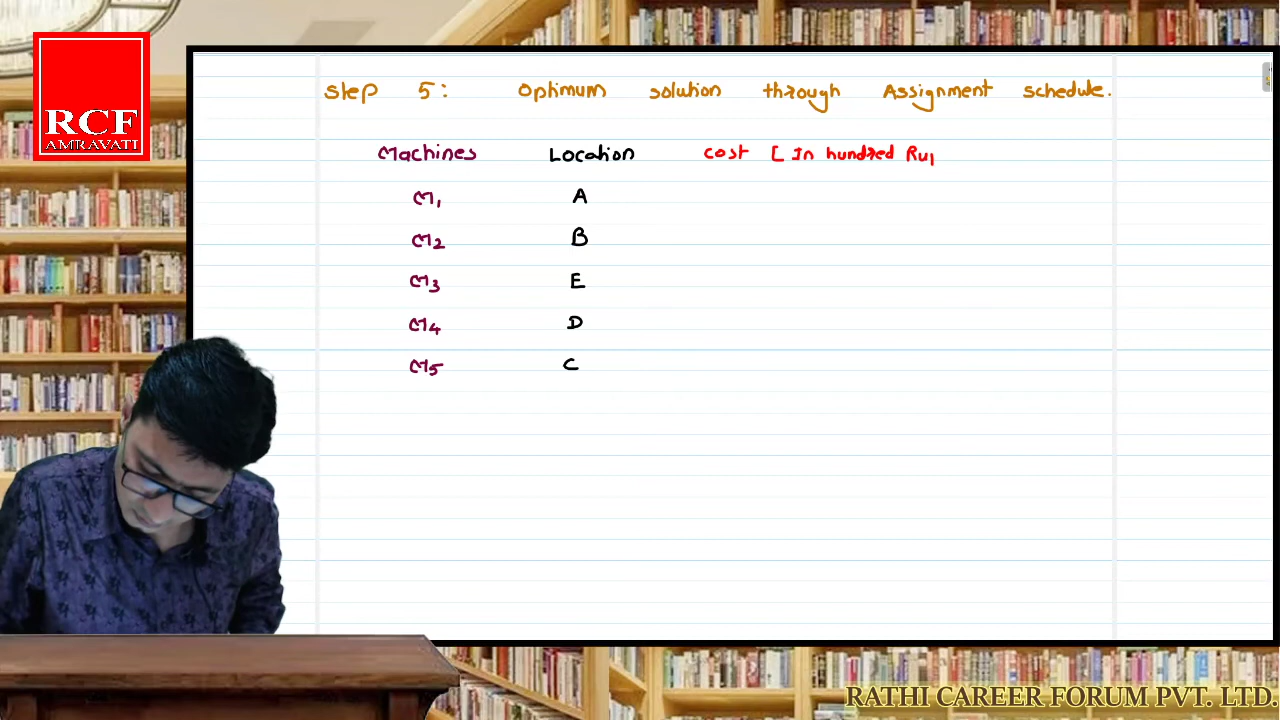 RCF
AMRAVATI
Step 5: Optimum solution through Assignment schedule.
Machines Location cost [ In hundred
M1 A
M2 B
M3 E
M4 D
M5 C
RATHI CAREER FORUM PVT. LTD.